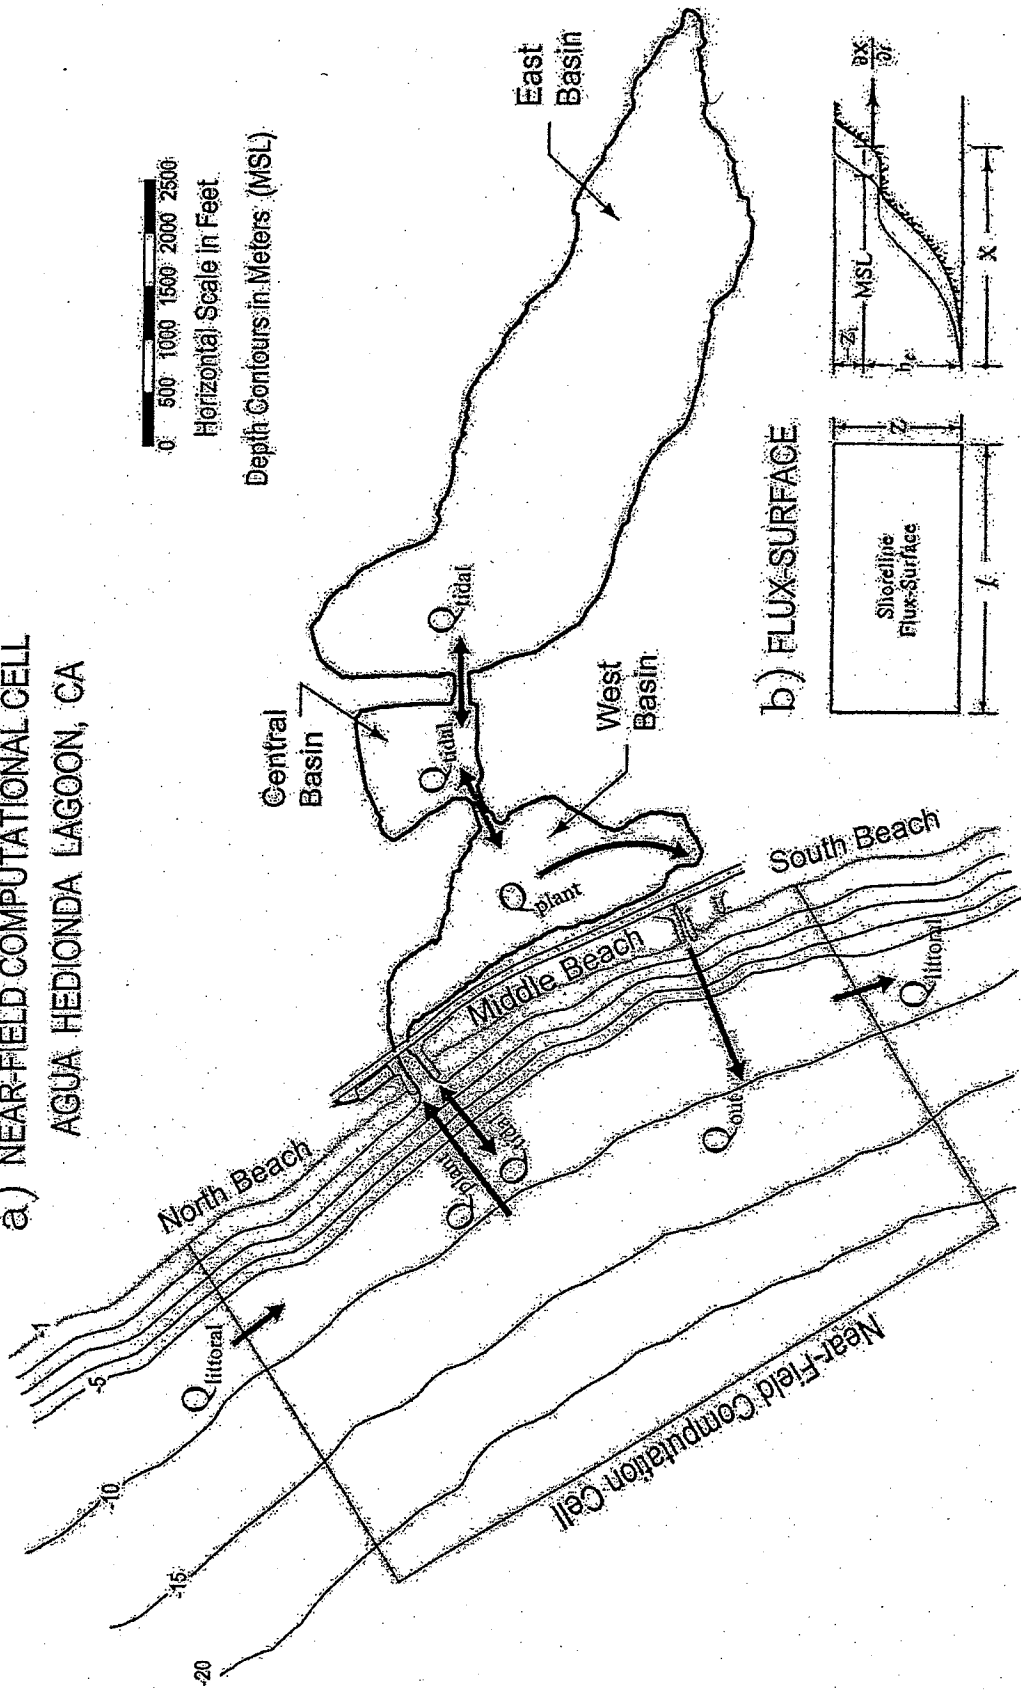 a) NEAR-FIELD COMPUTATIONAL CELL
AGUA HEDIONDA LAGOON, CA
0 500 1000 1500 2000 2500
Horizontal Scale in Feet
Depth Contours in Meters (MSL)
East
Basin
Central
Basin
West
Basin
Q tidal
Q tidal
Q plant
Q plant
Q tidal
Q out
Q littoral
Q littoral
North Beach
Middle Beach
South Beach
-1
-5
-10
-15
-20
Near-Field Computation Cell
b) FLUX-SURFACE
Shoreline
Flux-Surface
l
Z
Z₁
MSL
h c
X
∂X
∂t